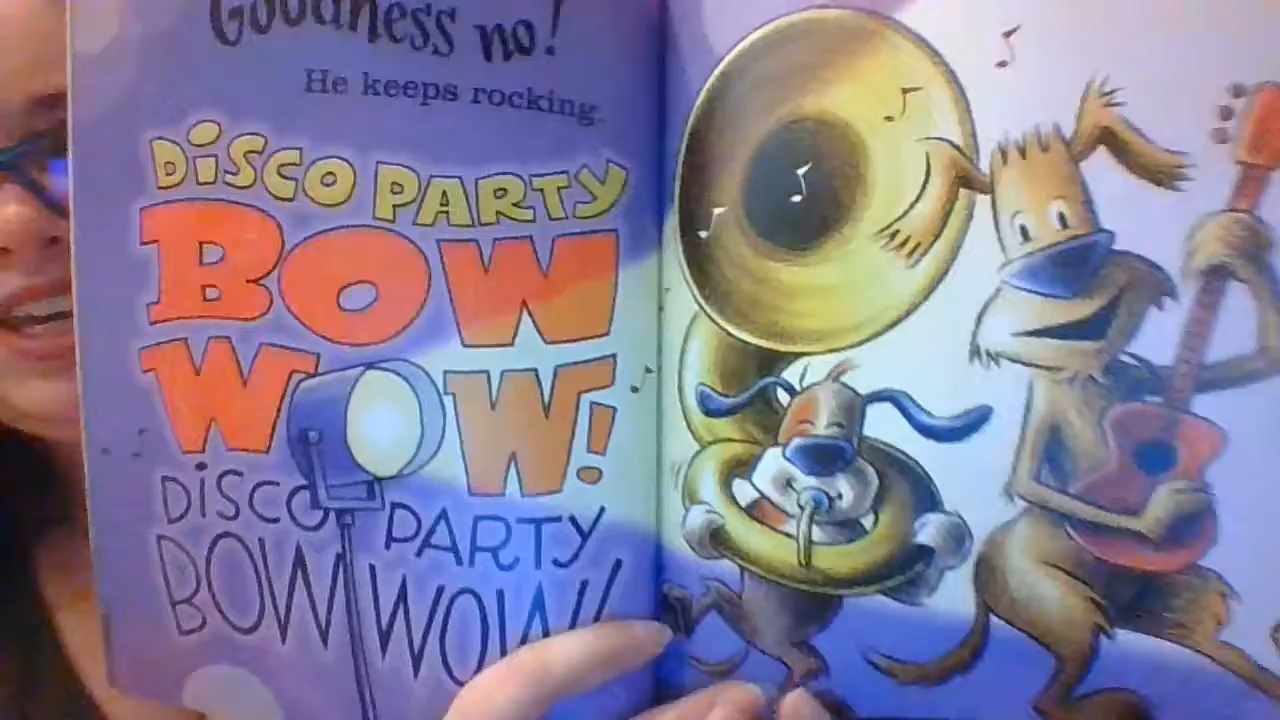 Goodness no!
He keeps rocking.
DiSCO PARTY
BOW
WOW!
DiSCO PARTY
BOW WOW!